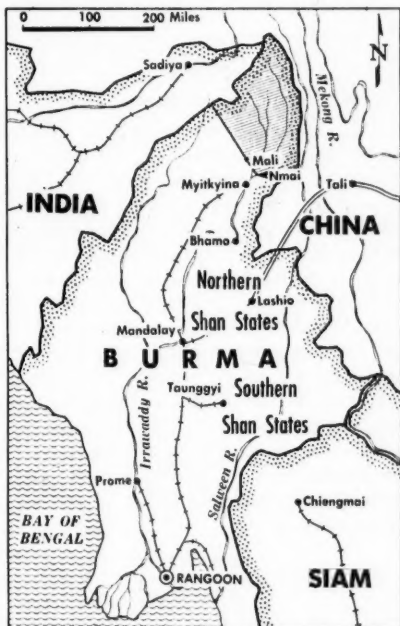 0 100 200 Miles
N
Sadiya
Mekong R.
Mali
Nmai
Myitkyina
Tali
INDIA
CHINA
Bhamo
Northern
Lashio
Shan States
Mandalay
BURMA
Irrawaddy R.
Taunggyi
Southern
Shan States
Salween R.
Prome
Chiengmai
BAY OF
BENGAL
RANGOON
SIAM